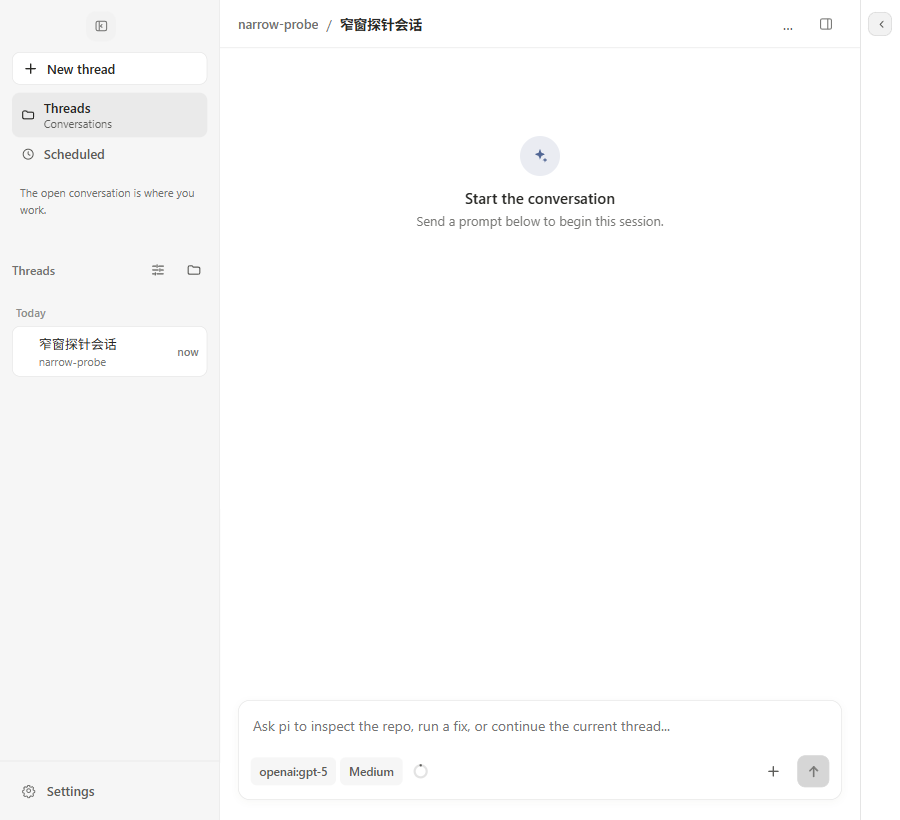 New thread
Threads
Conversations
Scheduled
The open conversation is where you
work.
Threads
Today
窄窗探针会话
now
narrow-probe
Settings
narrow-probe / 窄窗探针会话
...
Start the conversation
Send a prompt below to begin this session.
Ask pi to inspect the repo, run a fix, or continue the current thread...
openai:gpt-5
Medium